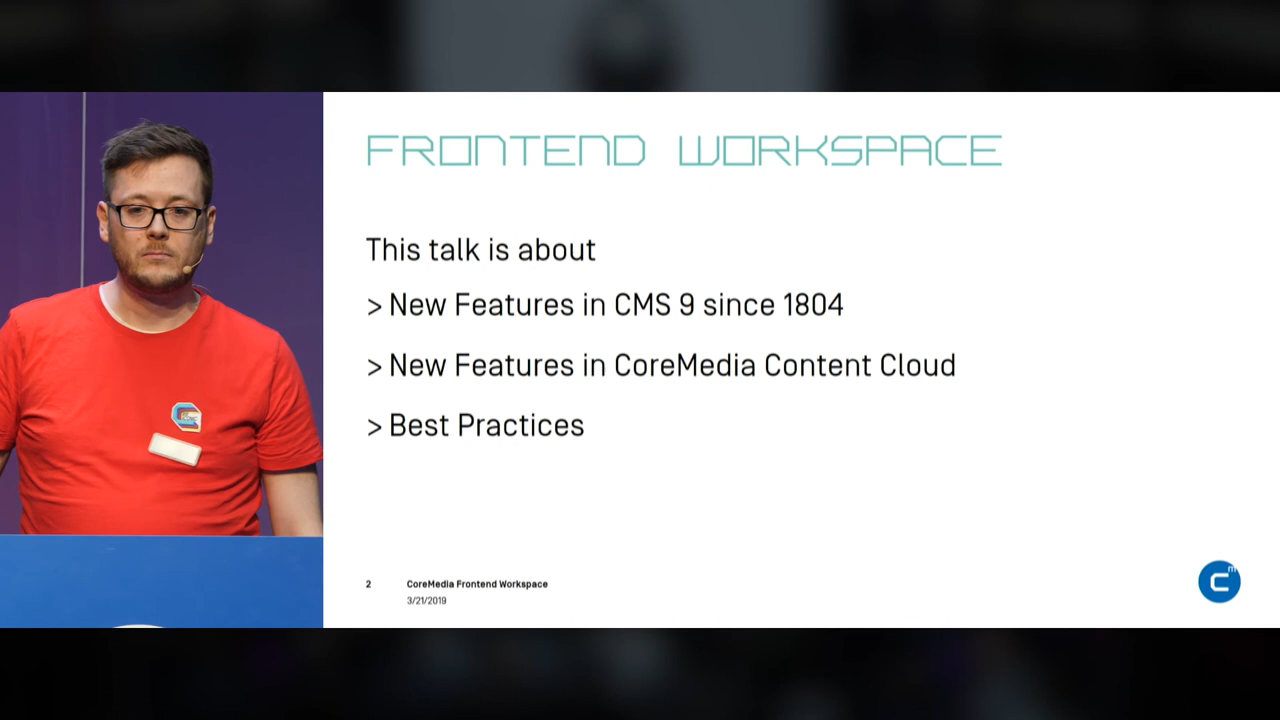 FRONTEND WORKSPACE
This talk is about
> New Features in CMS 9 since 1804
> New Features in CoreMedia Content Cloud
> Best Practices
2 CoreMedia Frontend Workspace
3/21/2019
Cm